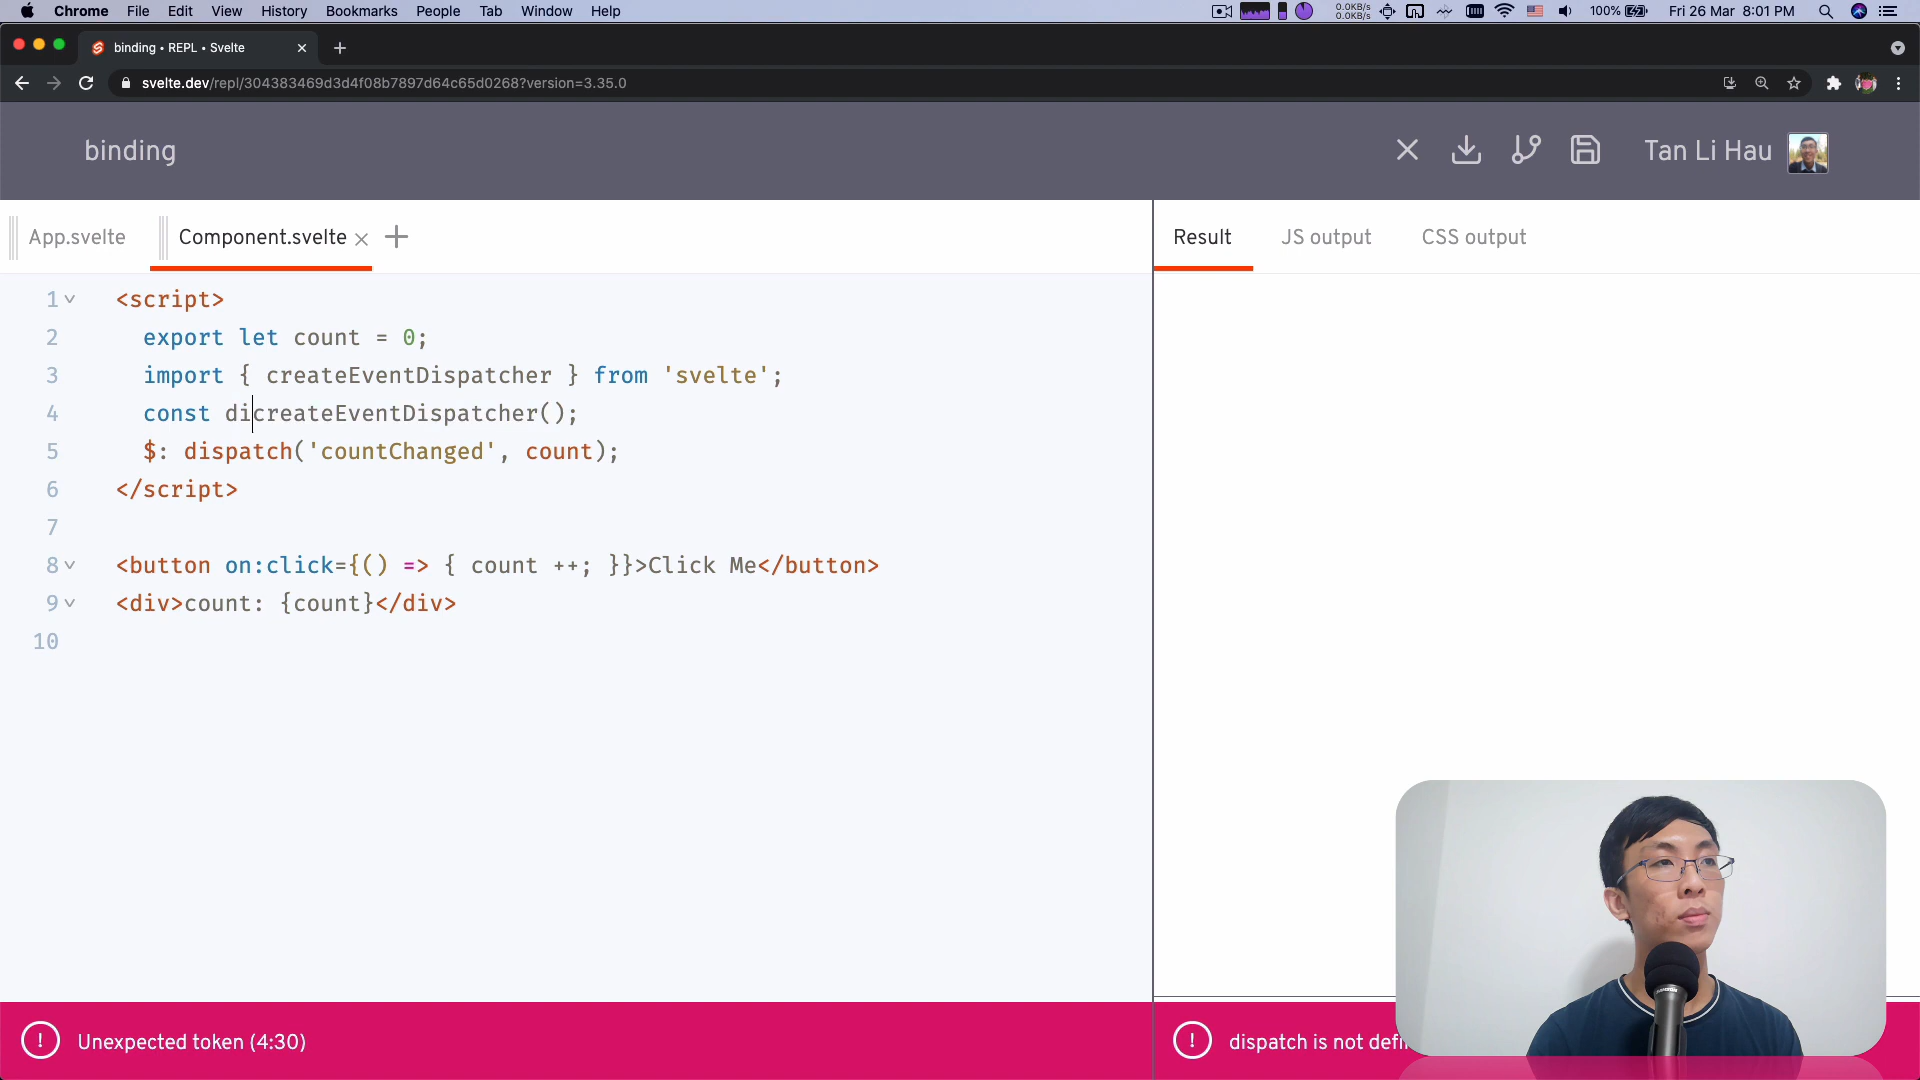 Chrome File Edit View History Bookmarks People Tab Window Help 0.0KB/s 0.0KB/s 100% Fri 26 Mar 8:01 PM
binding • REPL • Svelte
svelte.dev/repl/304383469d3d4f08b7897d64c65d0268?version=3.35.0
binding Tan Li Hau
App.svelte Component.svelte Result JS output CSS output
1 <script>
2 export let count = 0;
3 import { createEventDispatcher } from 'svelte';
4 const dicreateEventDispatcher();
5 $: dispatch('countChanged', count);
6 </script>
7
8 <button on:click={() => { count ++; }}>Click Me</button>
9 <div>count: {count}</div>
10
Unexpected token (4:30) dispatch is not defi